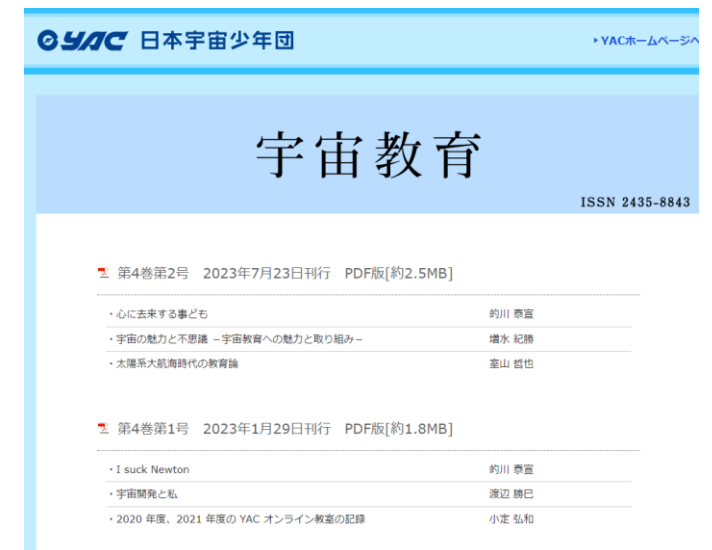 YAC 日本宇宙少年団
YACホームページへ
宇宙教育
ISSN 2435-8843
第4巻第2号 2023年7月23日刊行 PDF版[約2.5MB]
・心に去来する事ども 的川 泰宣
・宇宙の魅力と不思議 －宇宙教育への魅力と取り組み－ 増水 紀勝
・太陽系大航海時代の教育論 室山 哲也
第4巻第1号 2023年1月29日刊行 PDF版[約1.8MB]
・I suck Newton 的川 泰宣
・宇宙開発と私 渡辺 勝巳
・2020 年度、2021 年度の YAC オンライン教室の記録 小定 弘和